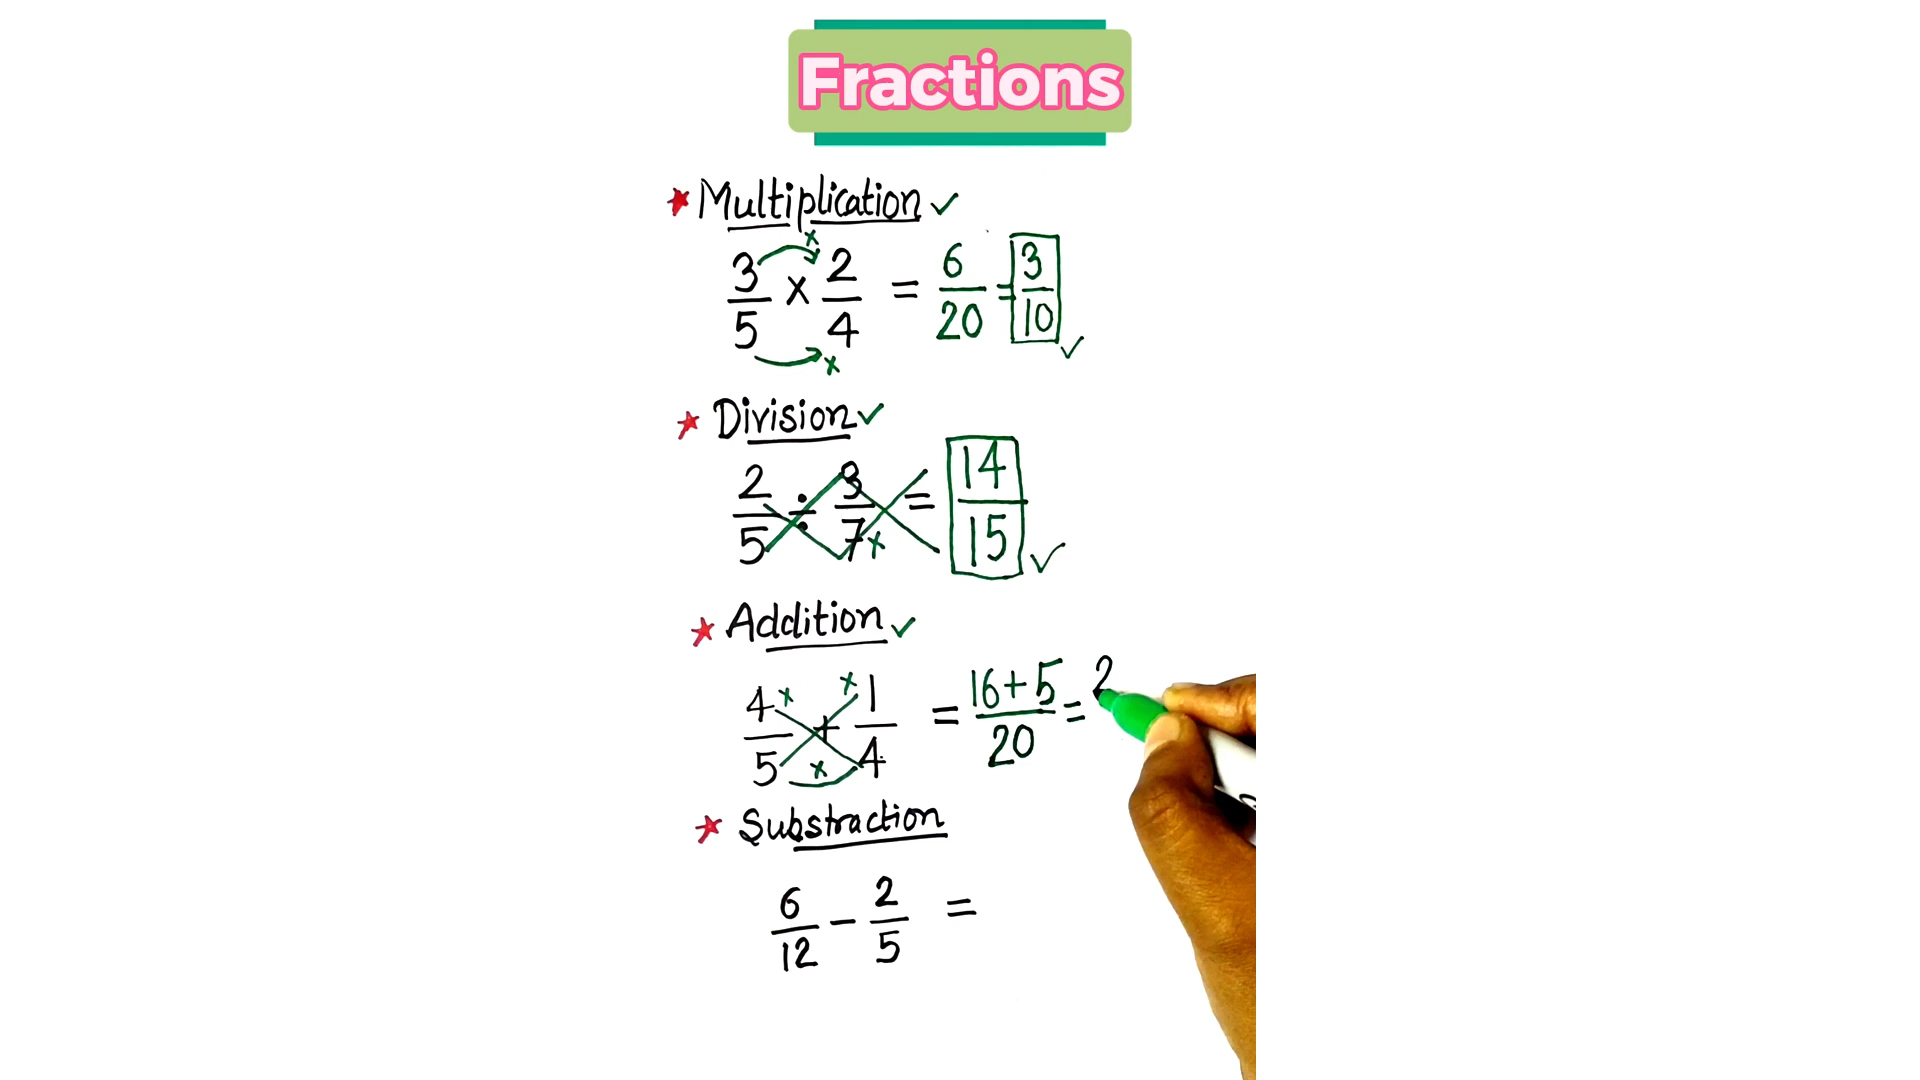 Fractions
★ Multiplication ✓
3/5 × 2/4 = 6/20 = 3/10 ✓
★ Division ✓
2/5 ÷ 3/7 = 14/15 ✓
★ Addition ✓
4/5 + 1/4 = 16+5/20 = 2
★ Substraction
6/12 - 2/5 =